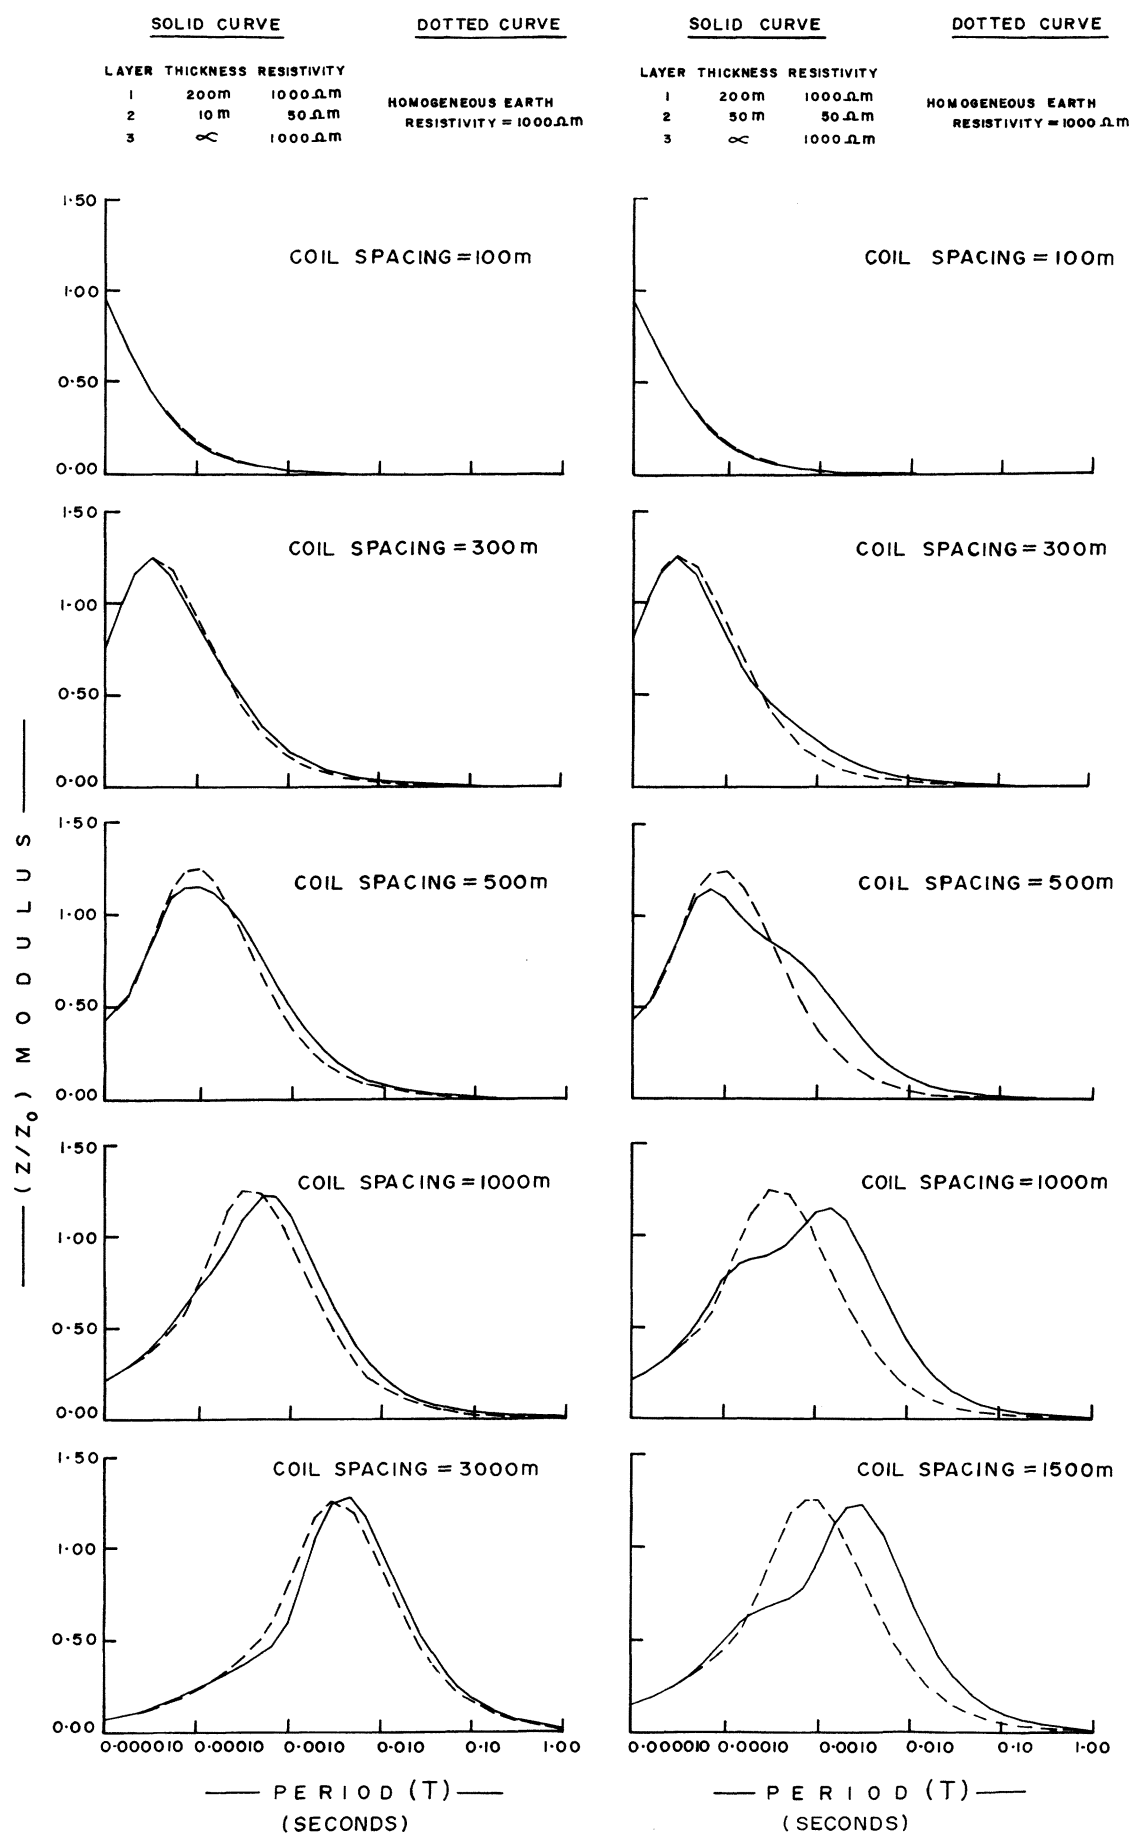 SOLID CURVE DOTTED CURVE SOLID CURVE DOTTED CURVE
LAYER THICKNESS RESISTIVITY
1 200m 1000Ωm
2 10m 50Ωm
3 ∝ 1000Ωm
HOMOGENEOUS EARTH
RESISTIVITY = 1000Ωm
LAYER THICKNESS RESISTIVITY
1 200m 1000Ωm
2 50m 50Ωm
3 ∝ 1000Ωm
HOMOGENEOUS EARTH
RESISTIVITY = 1000Ωm
1·50
1·00
0·50
0·00
COIL SPACING = 100m
COIL SPACING = 100m
1·50
1·00
0·50
0·00
COIL SPACING = 300m
COIL SPACING = 300m
1·50
1·00
0·50
0·00
COIL SPACING = 500m
COIL SPACING = 500m
1·50
1·00
0·50
0·00
COIL SPACING = 1000m
COIL SPACING = 1000m
1·50
1·00
0·50
0·00
COIL SPACING = 3000m
COIL SPACING = 1500m
(Z/Z₀) MODULUS
0·000010 0·00010 0·0010 0·010 0·10 1·00
0·000010 0·00010 0·0010 0·010 0·10 1·00
PERIOD (T)
(SECONDS)
PERIOD (T)
(SECONDS)